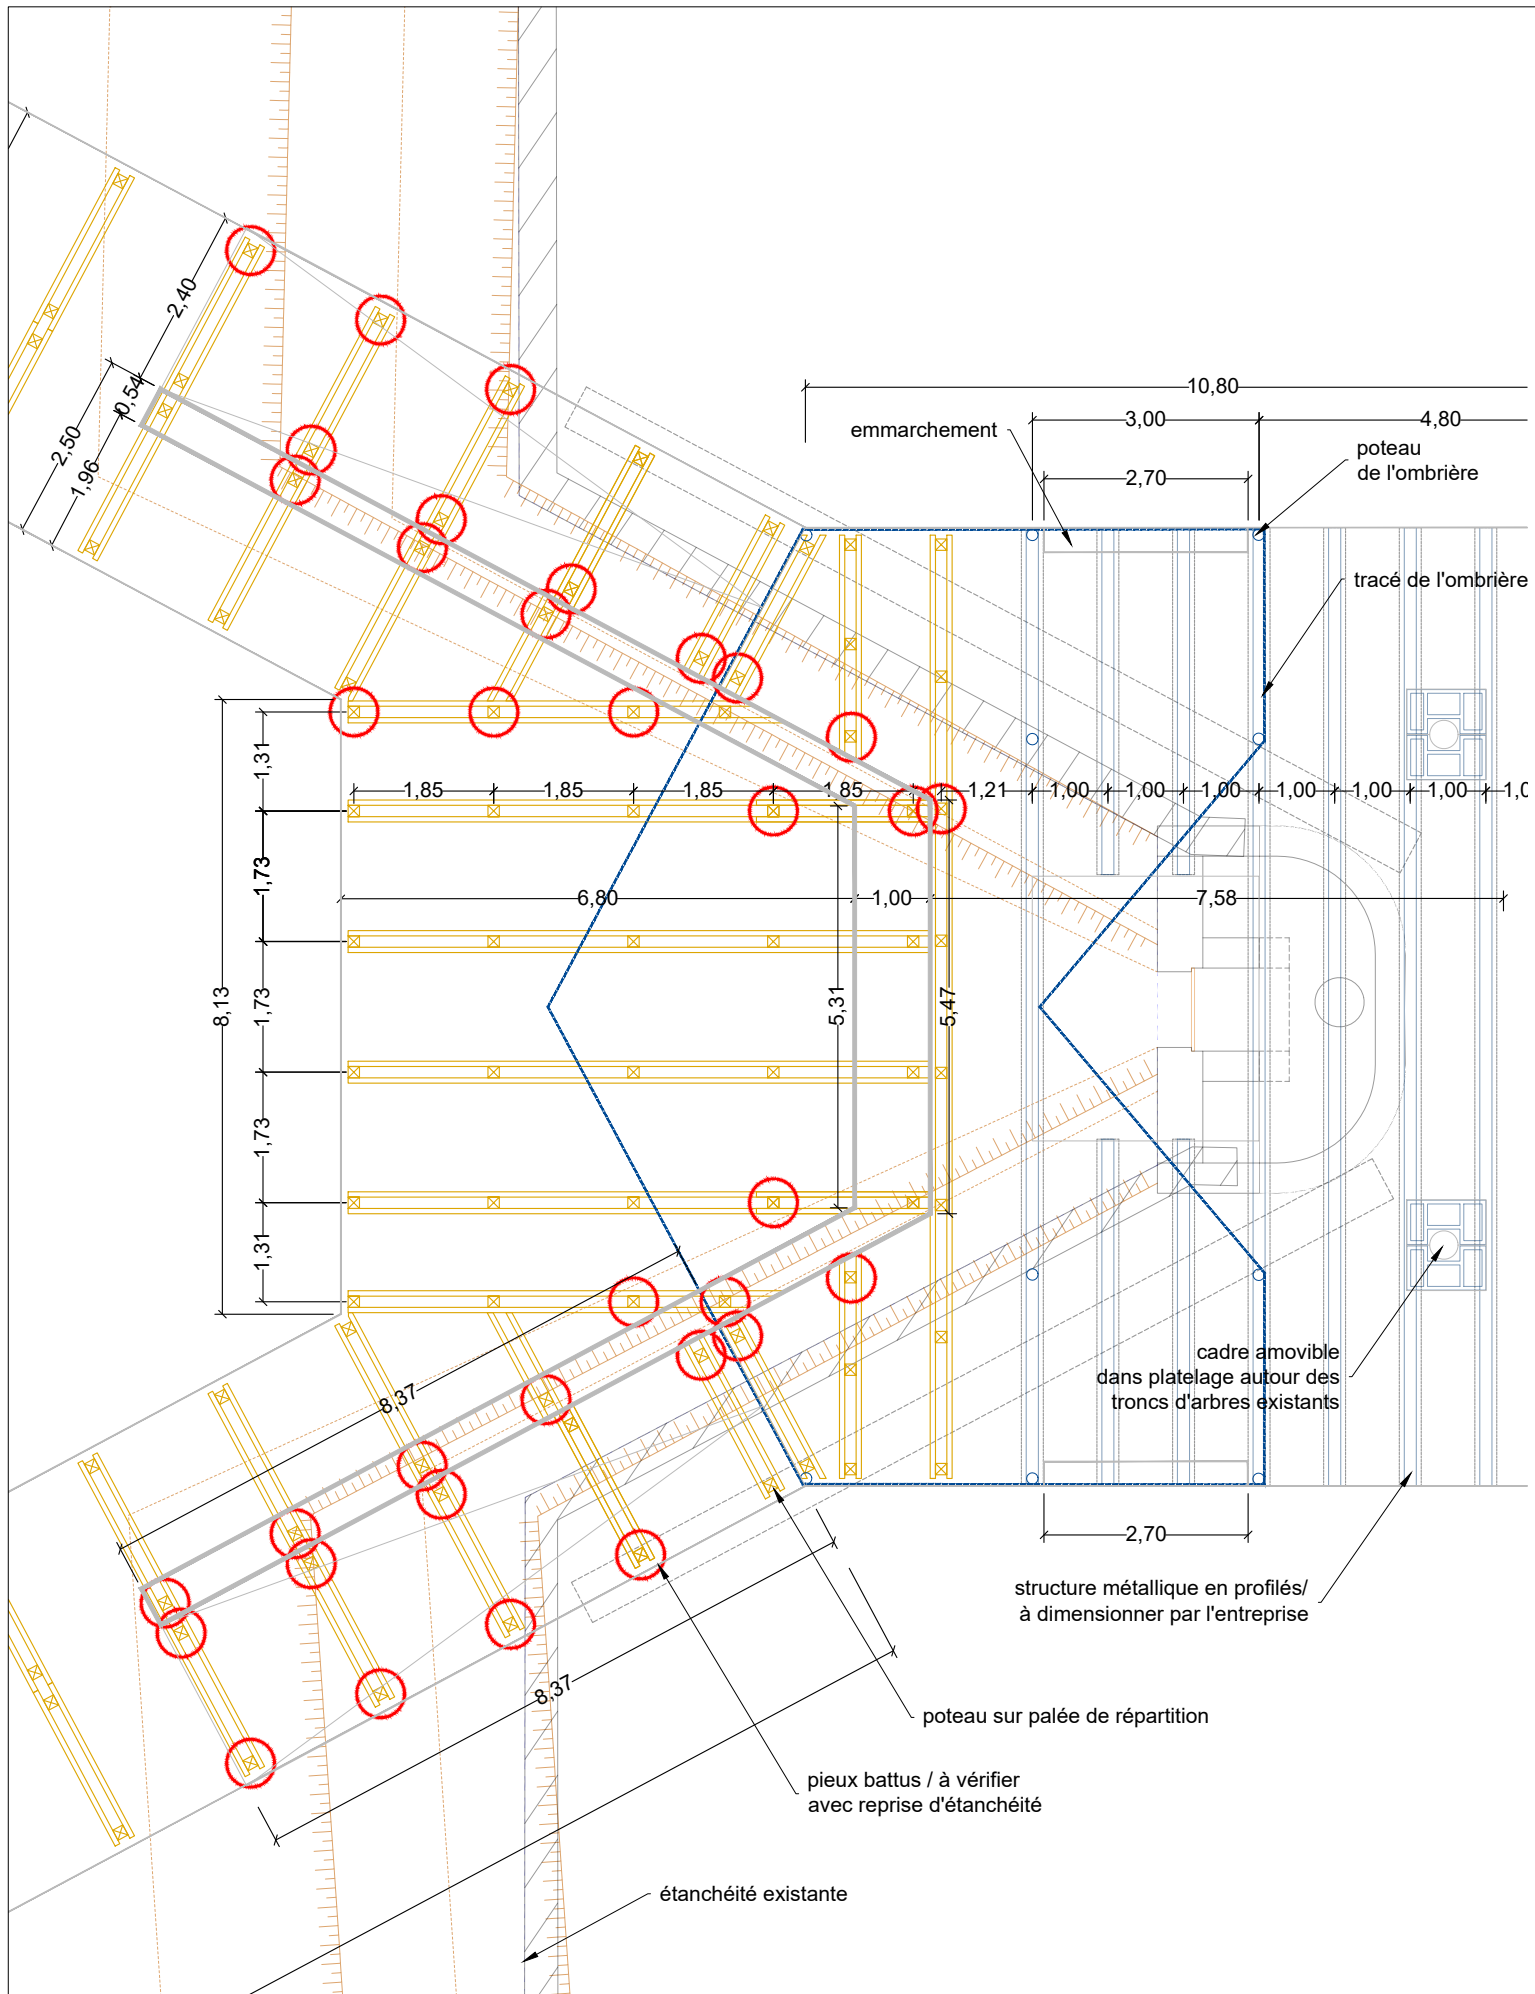 2,40
0,54
2,50
1,96
10,80
3,00
4,80
emmarchement
poteau
de l'ombrière
2,70
tracé de l'ombrière
8,13
1,31
1,73
1,73
1,73
1,31
1,85
1,85
1,85
1,85
1,21
1,00
1,00
1,00
1,00
1,00
1,00
6,80
1,00
7,58
5,31
5,47
cadre amovible
dans platelage autour des
troncs d'arbres existants
8,37
2,70
structure métallique en profilés/
à dimensionner par l'entreprise
8,37
poteau sur palée de répartition
pieux battus / à vérifier
avec reprise d'étanchéité
étanchéité existante